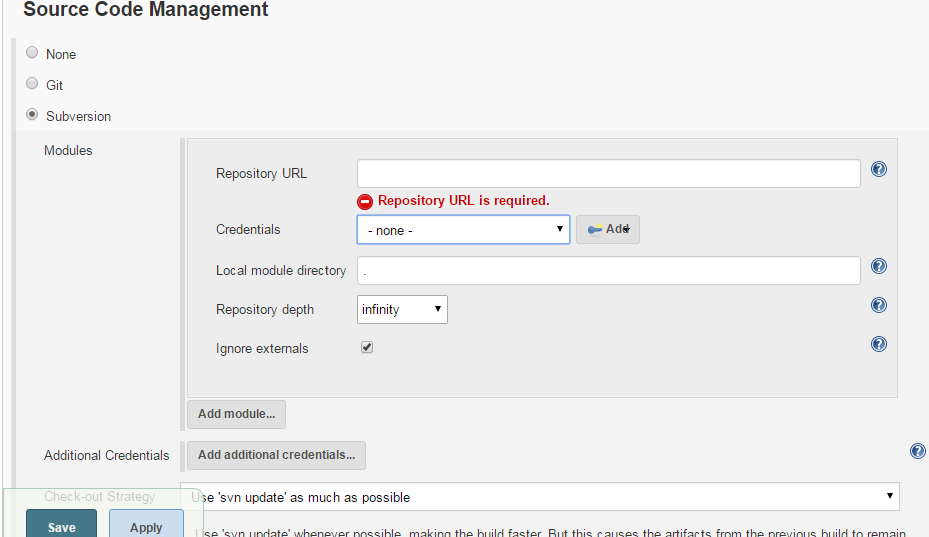 Source Code Management
None
Git
Subversion
Modules
Repository URL
Repository URL is required.
Credentials
- none -
Add
Local module directory
.
Repository depth
infinity
Ignore externals
Add module...
Additional Credentials
Add additional credentials...
Check-out Strategy
Use 'svn update' as much as possible
Save
Apply
Use 'svn update' whenever possible, making the build faster. But this causes the artifacts from the previous build to remain